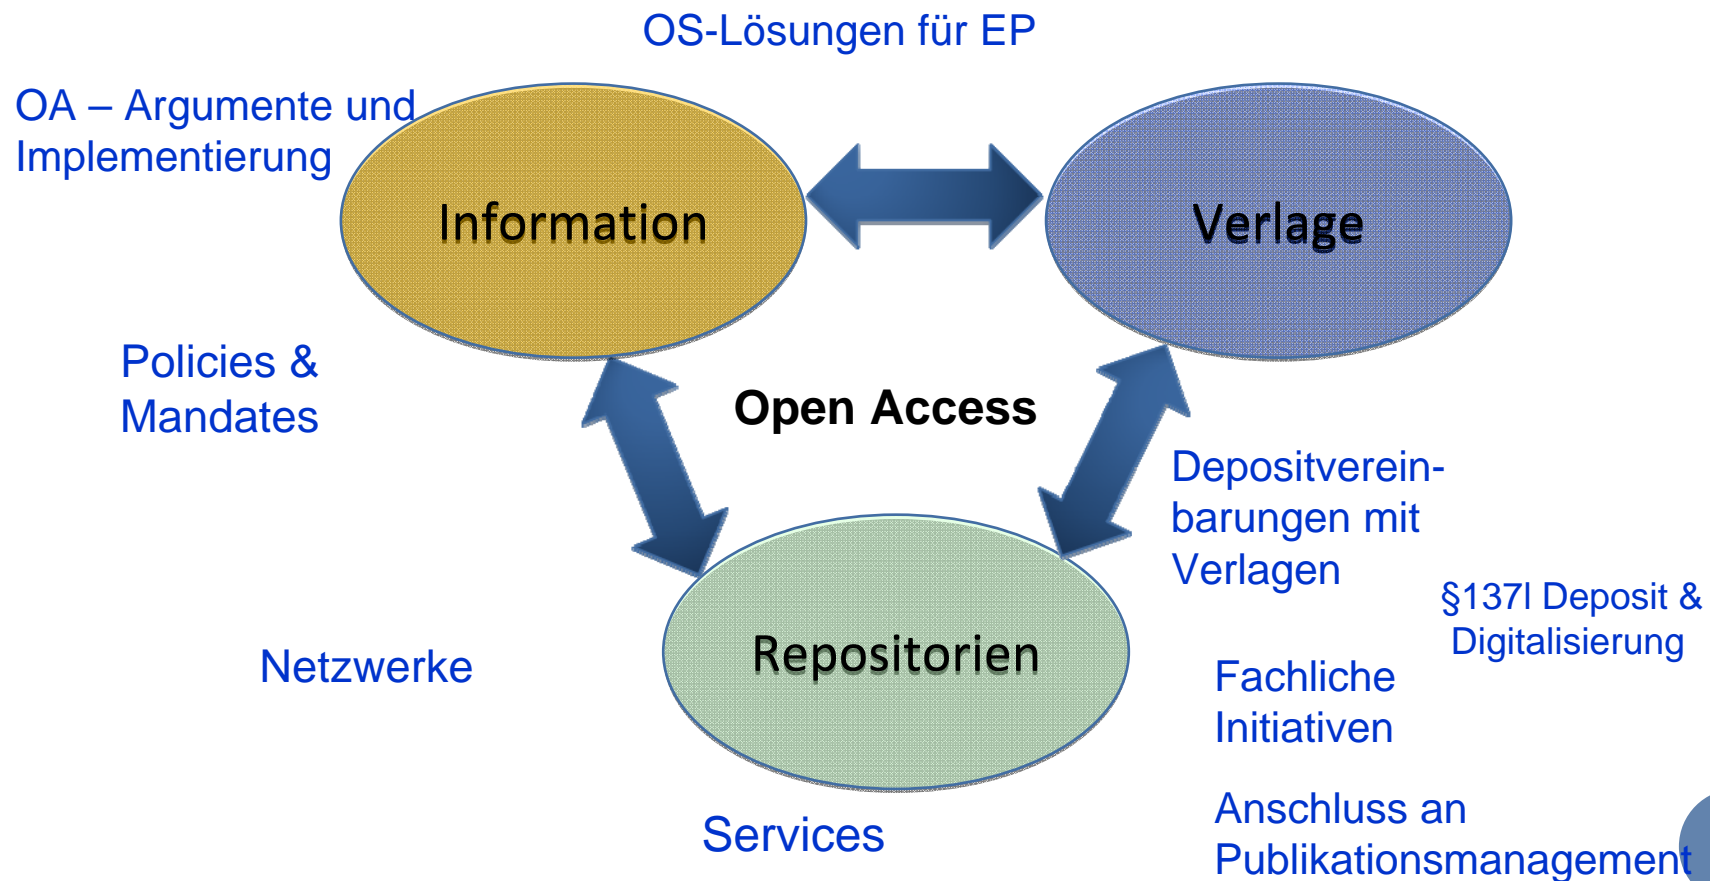 OS-Lösungen für EP
OA – Argumente und
Implementierung
Information
Verlage
Policies &
Mandates
Open Access
Depositverein-
barungen mit
Verlagen
§137l Deposit &
Digitalisierung
Netzwerke
Repositorien
Fachliche
Initiativen
Services
Anschluss an
Publikationsmanagement